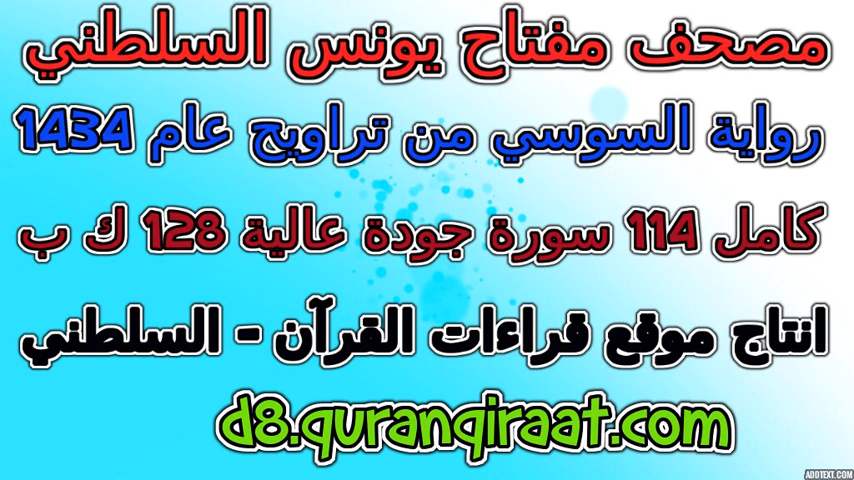 مصحف مفتاح يونس السلطني
رواية السوسي من تراويح عام 1434
كامل 114 سورة جودة عالية 128 ك ب
انتاج موقع قراءات القرآن - السلطني
d8.quranqiraat.com
ADDTEXT.COM